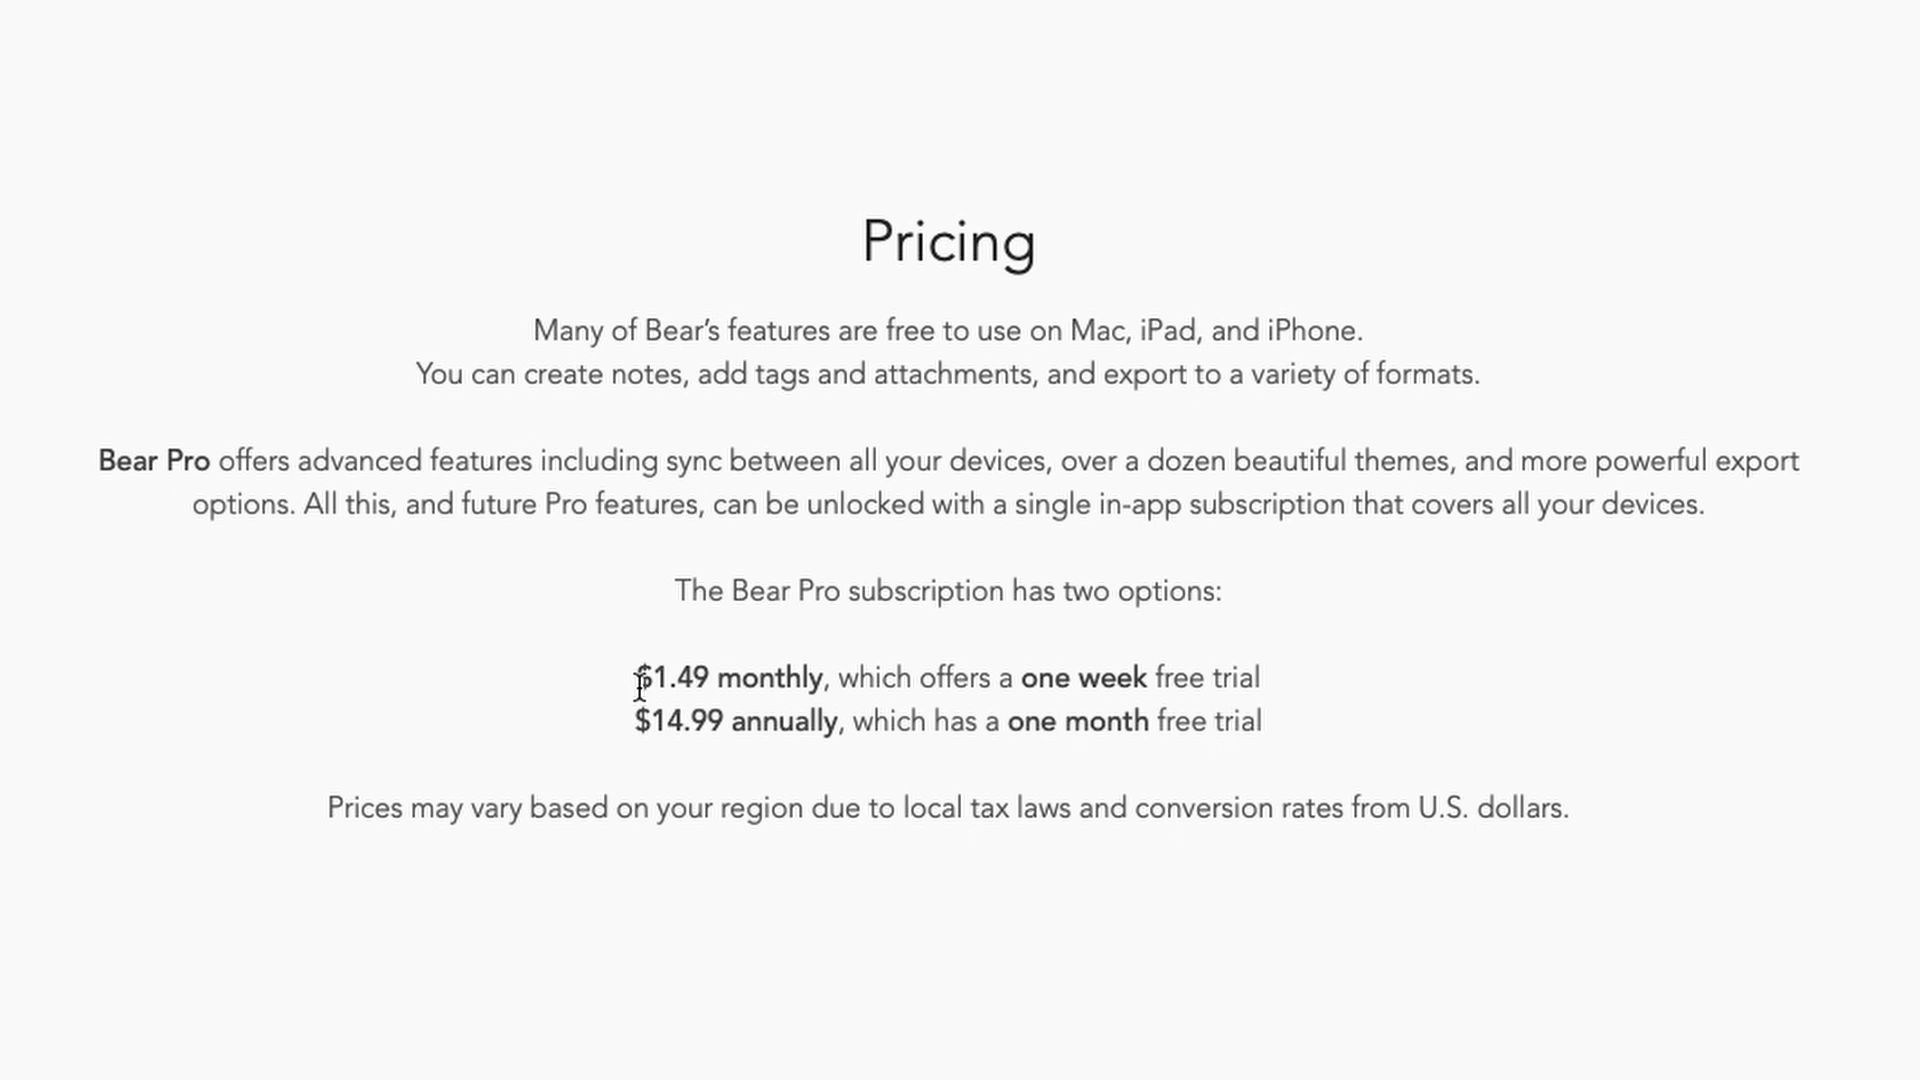 Pricing
Many of Bear’s features are free to use on Mac, iPad, and iPhone.
You can create notes, add tags and attachments, and export to a variety of formats.
Bear Pro offers advanced features including sync between all your devices, over a dozen beautiful themes, and more powerful export
options. All this, and future Pro features, can be unlocked with a single in-app subscription that covers all your devices.
The Bear Pro subscription has two options:
$1.49 monthly, which offers a one week free trial
$14.99 annually, which has a one month free trial
Prices may vary based on your region due to local tax laws and conversion rates from U.S. dollars.